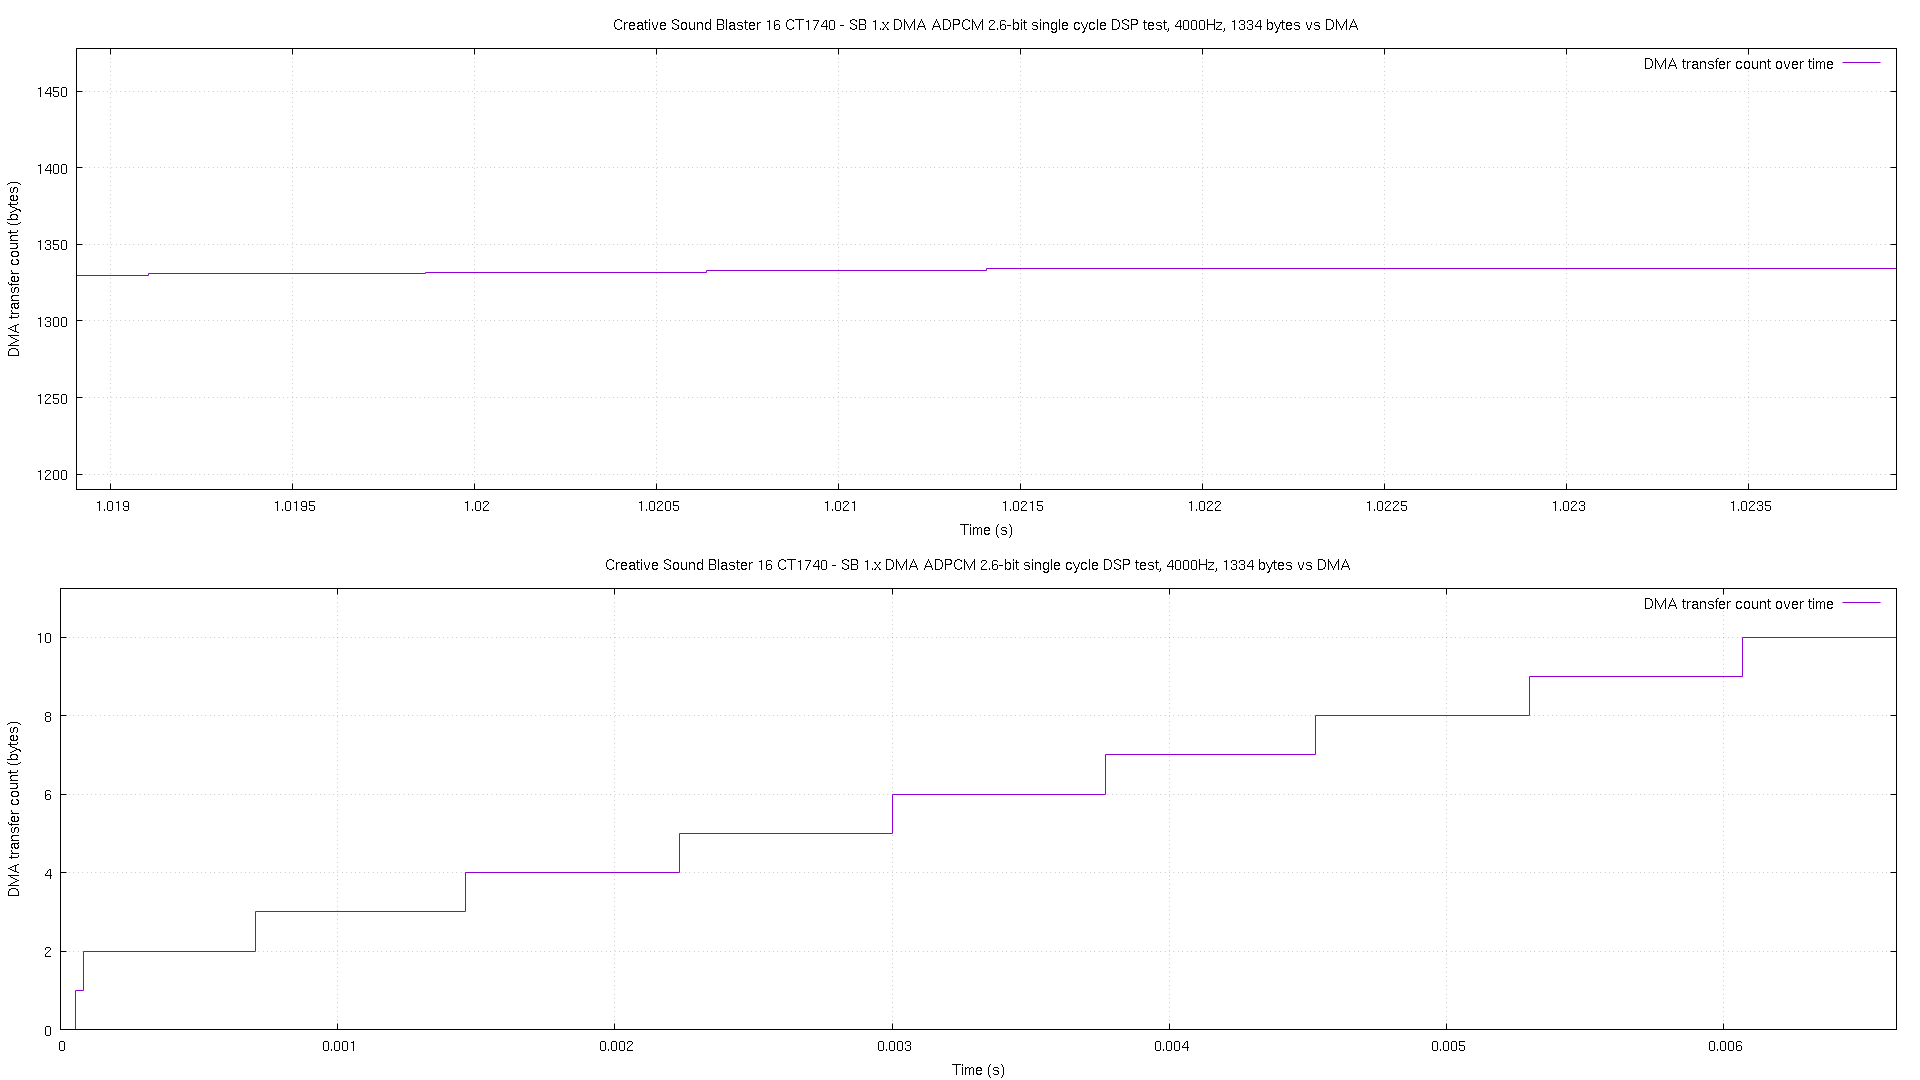 Creative Sound Blaster 16 CT1740 - SB 1.x DMA ADPCM 2.6-bit single cycle DSP test, 4000Hz, 1334 bytes vs DMA
DMA transfer count over time
1450
1400
1350
1300
1250
1200
DMA transfer count (bytes)
1.019 1.0195 1.02 1.0205 1.021 1.0215 1.022 1.0225 1.023 1.0235
Time (s)
Creative Sound Blaster 16 CT1740 - SB 1.x DMA ADPCM 2.6-bit single cycle DSP test, 4000Hz, 1334 bytes vs DMA
DMA transfer count over time
10
8
6
4
2
0
DMA transfer count (bytes)
0 0.001 0.002 0.003 0.004 0.005 0.006
Time (s)